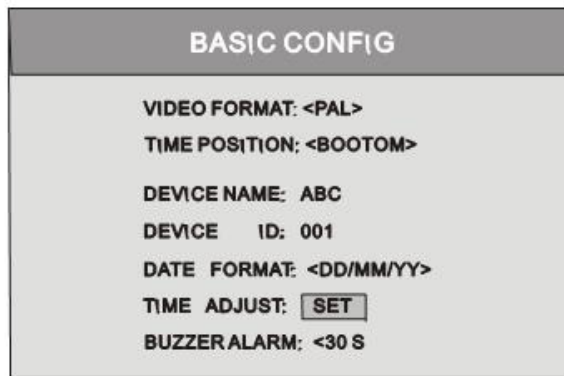 BASIC CONFIG
VIDEO FORMAT: <PAL>
TIME POSITION: <BOOTOM>
DEVICE NAME: ABC
DEVICE ID: 001
DATE FORMAT: <DD/MM/YY>
TIME ADJUST: SET
BUZZER ALARM: <30 S